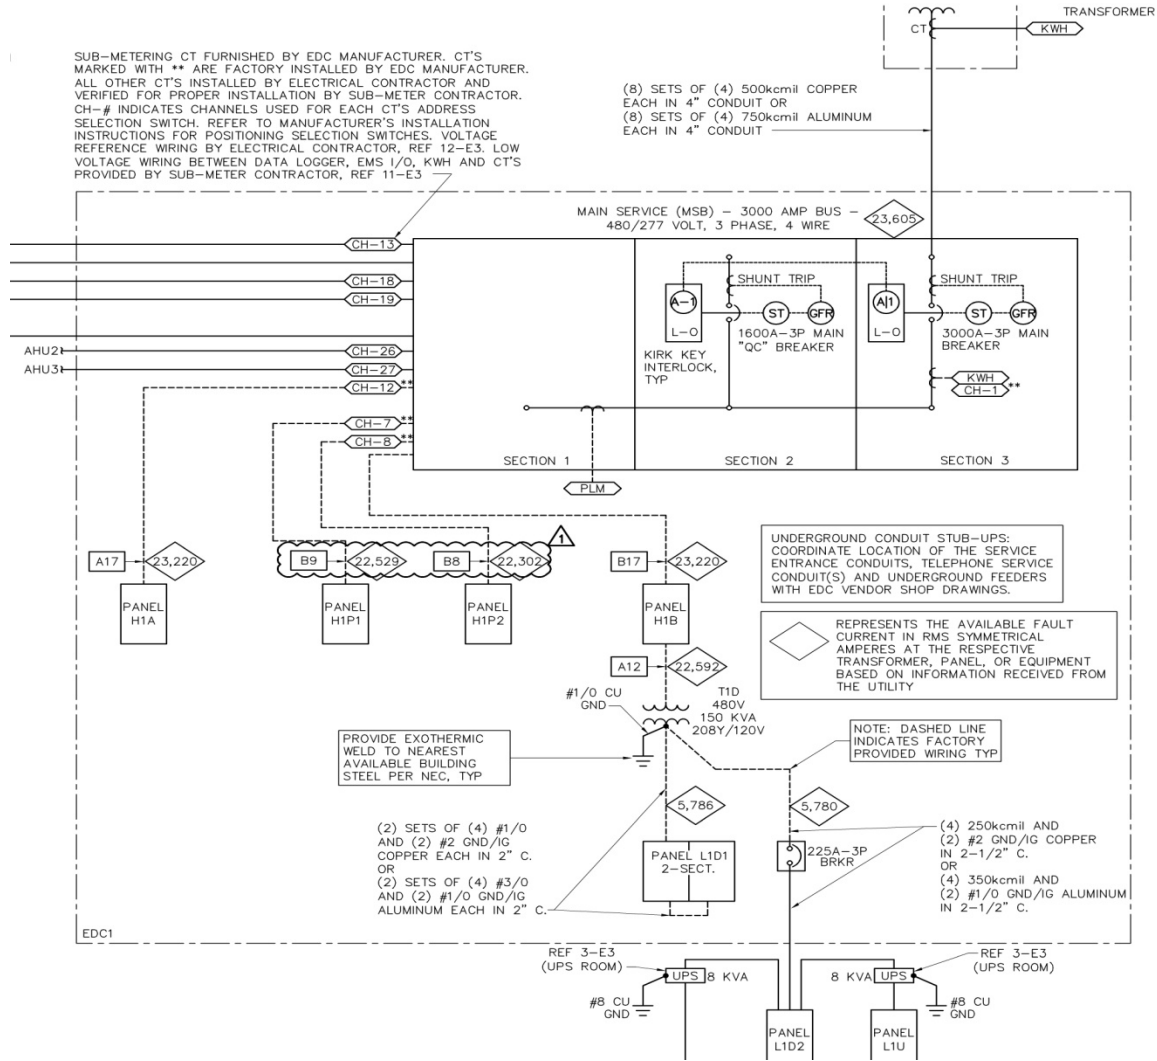 TRANSFORMER
CT
KWH
SUB-METERING CT FURNISHED BY EDC MANUFACTURER. CT'S
MARKED WITH ** ARE FACTORY INSTALLED BY EDC MANUFACTURER.
ALL OTHER CT'S INSTALLED BY ELECTRICAL CONTRACTOR AND
VERIFIED FOR PROPER INSTALLATION BY SUB-METER CONTRACTOR.
CH-# INDICATES CHANNELS USED FOR EACH CT'S ADDRESS
SELECTION SWITCH. REFER TO MANUFACTURER'S INSTALLATION
INSTRUCTIONS FOR POSITIONING SELECTION SWITCHES. VOLTAGE
REFERENCE WIRING BY ELECTRICAL CONTRACTOR, REF 12-E3. LOW
VOLTAGE WIRING BETWEEN DATA LOGGER, EMS I/O, KWH AND CT'S
PROVIDED BY SUB-METER CONTRACTOR, REF 11-E3
(8) SETS OF (4) 500kcmil COPPER
EACH IN 4" CONDUIT OR
(8) SETS OF (4) 750kcmil ALUMINUM
EACH IN 4" CONDUIT
MAIN SERVICE (MSB) - 3000 AMP BUS -
480/277 VOLT, 3 PHASE, 4 WIRE
23,605
CH-13
CH-18
CH-19
AHU2
CH-26
AHU3
CH-27
CH-12 **
CH-7 **
CH-8 **
SHUNT TRIP
A-1
ST
GFR
L-O
1600A-3P MAIN
"QC" BREAKER
KIRK KEY
INTERLOCK,
TYP
SHUNT TRIP
A|1
ST
GFR
L-O
3000A-3P MAIN
BREAKER
KWH
CH-1 **
SECTION 1
SECTION 2
SECTION 3
PLM
1
A17
23,220
B9
22,529
B8
22,302
B17
23,220
PANEL
H1A
PANEL
H1P1
PANEL
H1P2
PANEL
H1B
UNDERGROUND CONDUIT STUB-UPS:
COORDINATE LOCATION OF THE SERVICE
ENTRANCE CONDUITS, TELEPHONE SERVICE
CONDUIT(S) AND UNDERGROUND FEEDERS
WITH EDC VENDOR SHOP DRAWINGS.
REPRESENTS THE AVAILABLE FAULT
CURRENT IN RMS SYMMETRICAL
AMPERES AT THE RESPECTIVE
TRANSFORMER, PANEL, OR EQUIPMENT
BASED ON INFORMATION RECEIVED FROM
THE UTILITY
A12
22,592
#1/0 CU
GND
T1D
480V
150 KVA
208Y/120V
PROVIDE EXOTHERMIC
WELD TO NEAREST
AVAILABLE BUILDING
STEEL PER NEC, TYP
NOTE: DASHED LINE
INDICATES FACTORY
PROVIDED WIRING TYP
5,786
5,780
(2) SETS OF (4) #1/0
AND (2) #2 GND/IG
COPPER EACH IN 2" C.
OR
(2) SETS OF (4) #3/0
AND (2) #1/0 GND/IG
ALUMINUM EACH IN 2" C.
PANEL L1D1
2-SECT.
225A-3P
BRKR
(4) 250kcmil AND
(2) #2 GND/IG COPPER
IN 2-1/2" C.
OR
(4) 350kcmil AND
(2) #1/0 GND/IG ALUMINUM
IN 2-1/2" C.
EDC1
REF 3-E3
(UPS ROOM)
UPS
8 KVA
#8 CU
GND
8 KVA
UPS
REF 3-E3
(UPS ROOM)
#8 CU
GND
PANEL
L1D2
PANEL
L1U